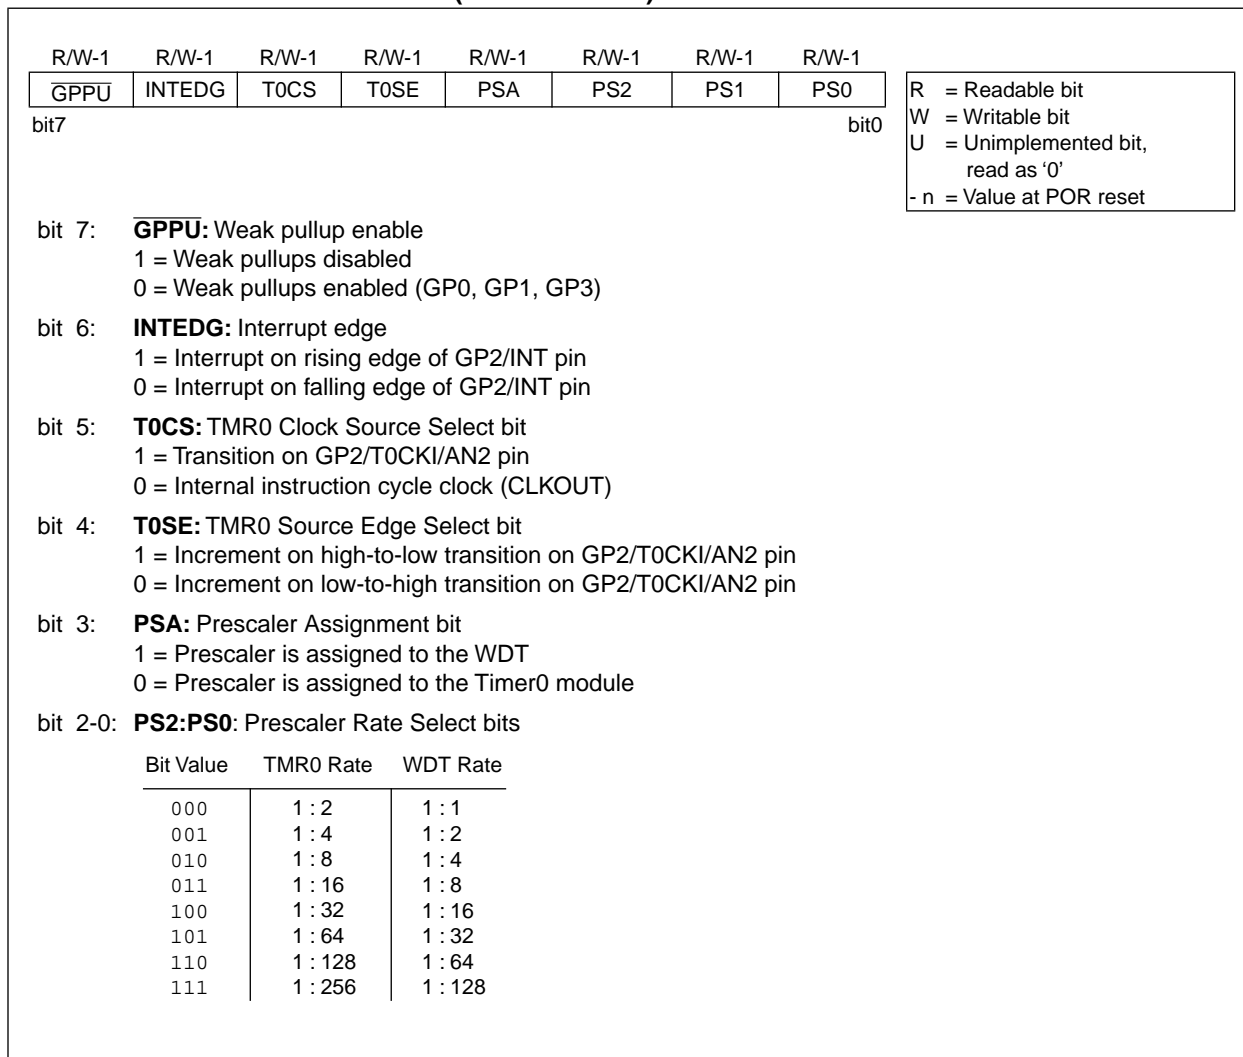 R/W-1 R/W-1 R/W-1 R/W-1 R/W-1 R/W-1 R/W-1 R/W-1
GPPU INTEDG T0CS T0SE PSA PS2 PS1 PS0
bit7 bit0
R = Readable bit
W = Writable bit
U = Unimplemented bit,
read as ‘0’
- n = Value at POR reset
bit 7: GPPU: Weak pullup enable
1 = Weak pullups disabled
0 = Weak pullups enabled (GP0, GP1, GP3)
bit 6: INTEDG: Interrupt edge
1 = Interrupt on rising edge of GP2/INT pin
0 = Interrupt on falling edge of GP2/INT pin
bit 5: T0CS: TMR0 Clock Source Select bit
1 = Transition on GP2/T0CKI/AN2 pin
0 = Internal instruction cycle clock (CLKOUT)
bit 4: T0SE: TMR0 Source Edge Select bit
1 = Increment on high-to-low transition on GP2/T0CKI/AN2 pin
0 = Increment on low-to-high transition on GP2/T0CKI/AN2 pin
bit 3: PSA: Prescaler Assignment bit
1 = Prescaler is assigned to the WDT
0 = Prescaler is assigned to the Timer0 module
bit 2-0: PS2:PS0: Prescaler Rate Select bits
Bit Value TMR0 Rate WDT Rate
000 1 : 2 1 : 1
001 1 : 4 1 : 2
010 1 : 8 1 : 4
011 1 : 16 1 : 8
100 1 : 32 1 : 16
101 1 : 64 1 : 32
110 1 : 128 1 : 64
111 1 : 256 1 : 128